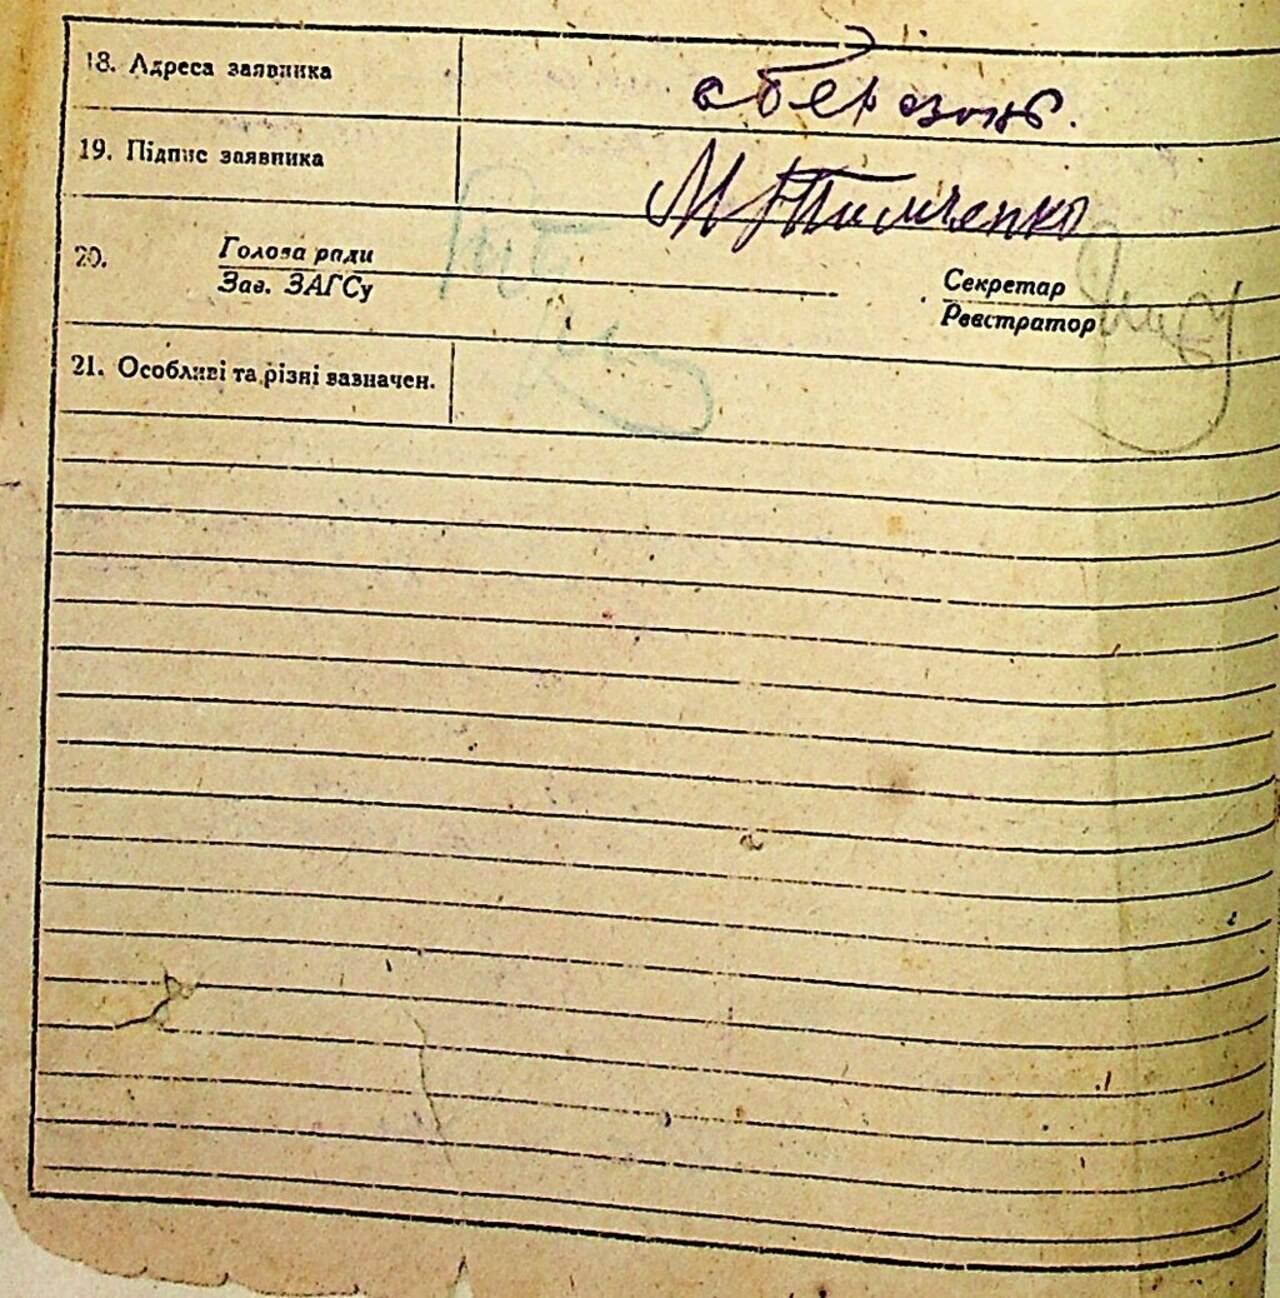 18. Адреса заявника
с Березань.
19. Підпис заявника
М Тимченко
20. Голова ради
Зав. ЗАГСу
Секретар
Реєстратор
21. Особливі та різні зазначен.